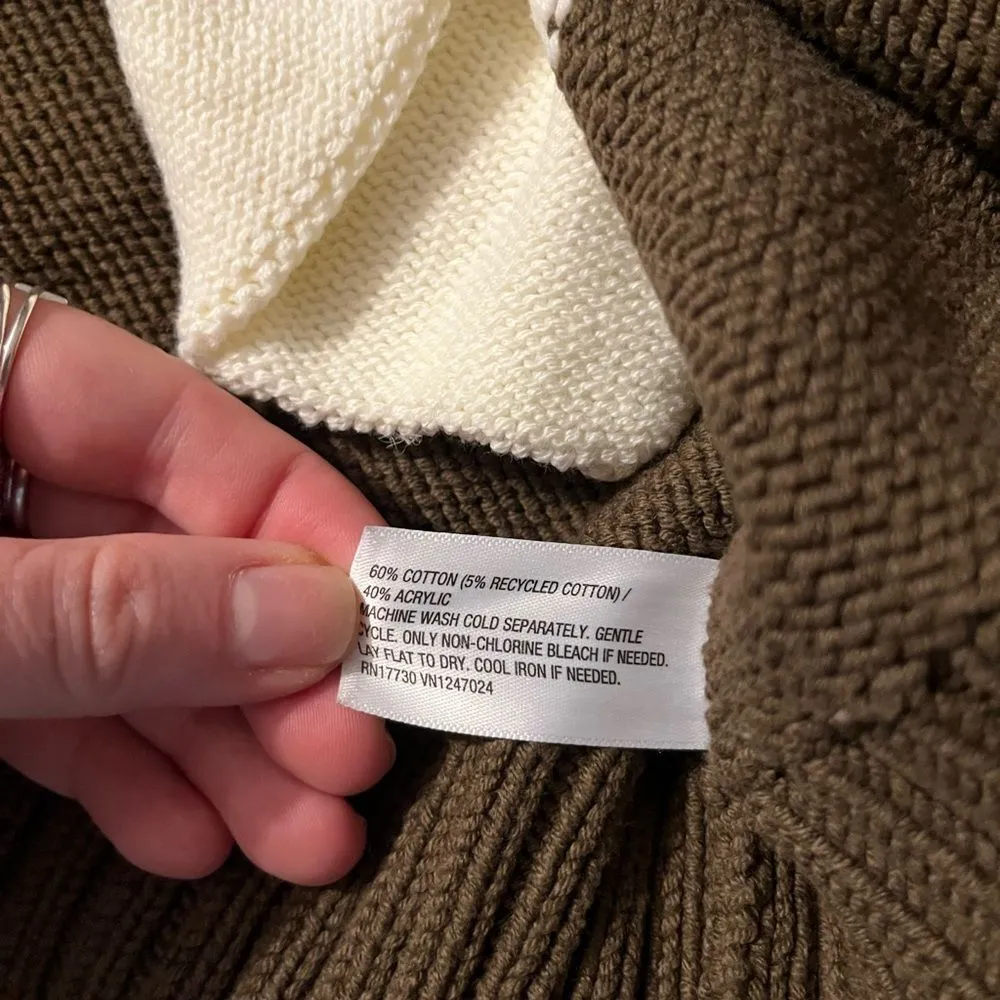 60% COTTON (5% RECYCLED COTTON) /
40% ACRYLIC
MACHINE WASH COLD SEPARATELY. GENTLE
CYCLE. ONLY NON-CHLORINE BLEACH IF NEEDED.
LAY FLAT TO DRY. COOL IRON IF NEEDED.
RN17730 VN1247024